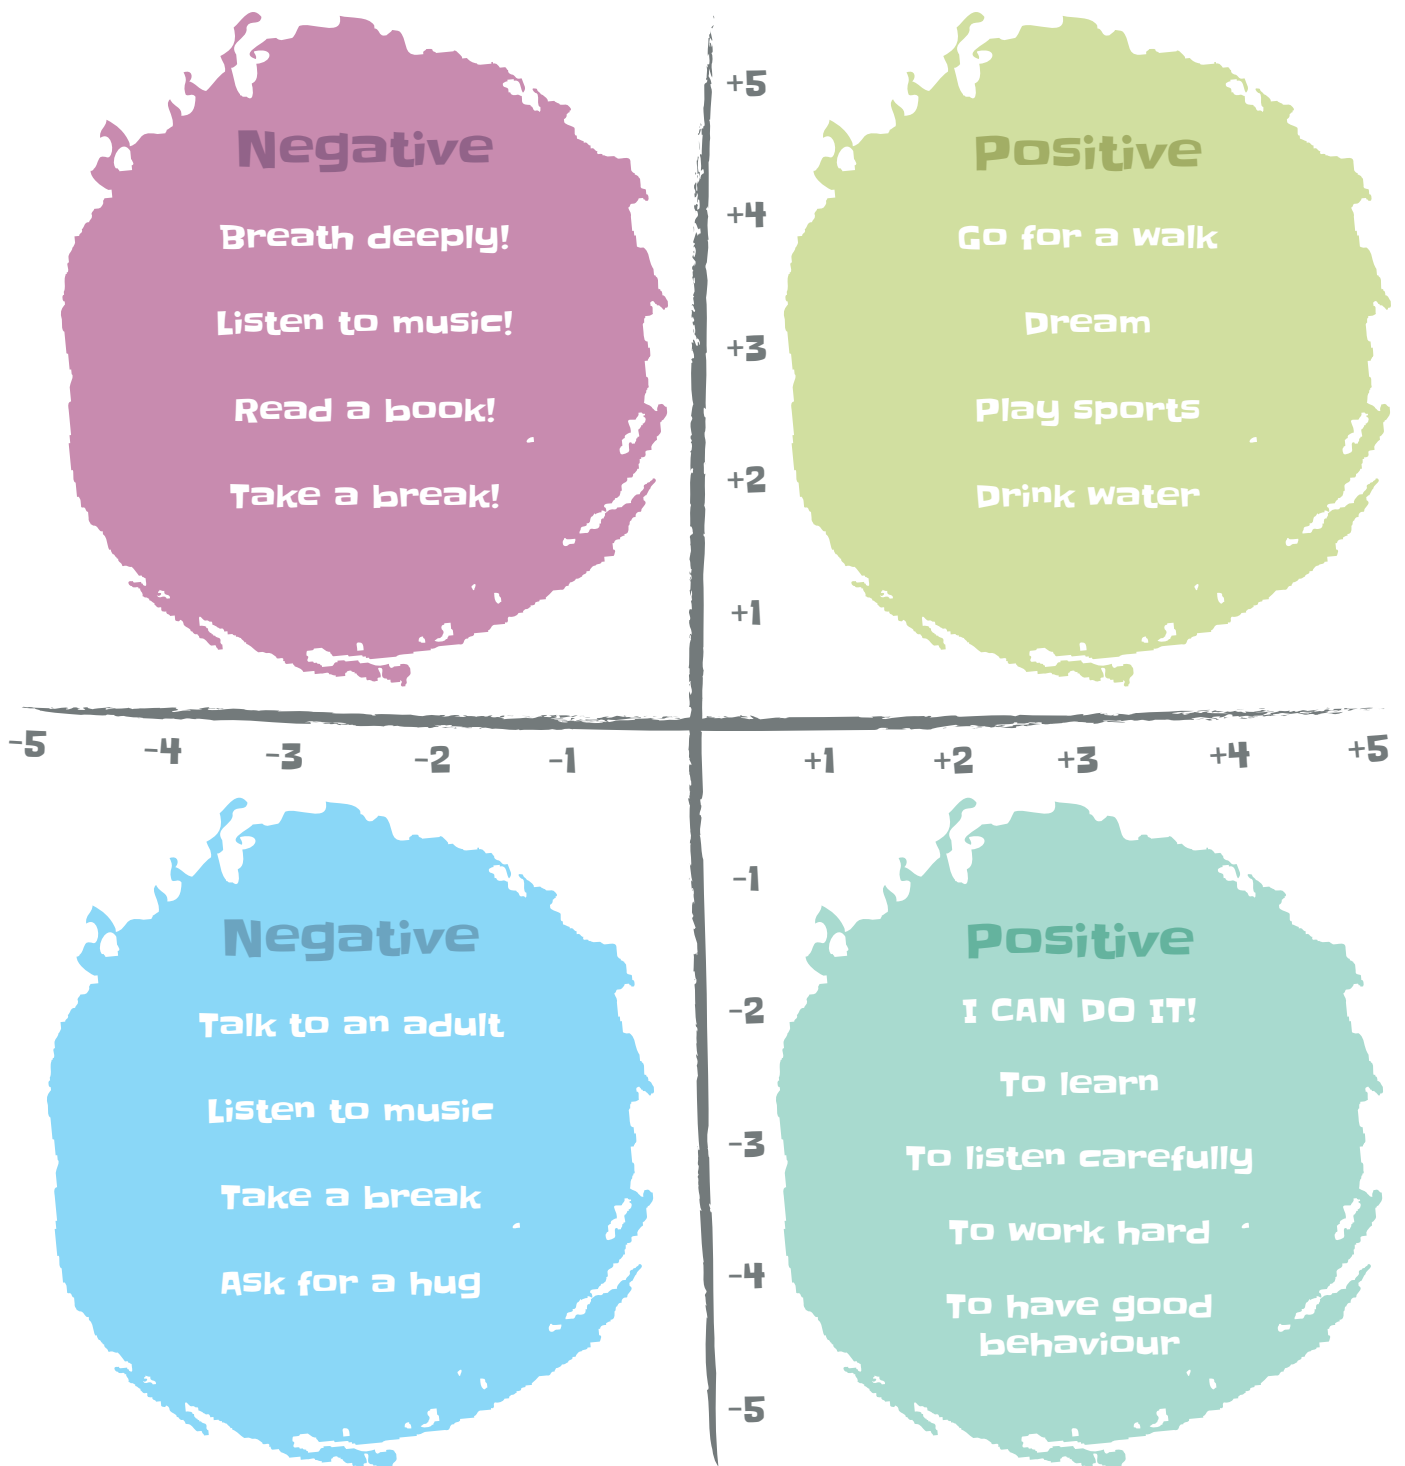 Negative
Breath deeply!
Listen to music!
Read a book!
Take a break!
+5
+4
+3
+2
+1
Positive
Go for a walk
Dream
Play sports
Drink water
-5 -4 -3 -2 -1 +1 +2 +3 +4 +5
Negative
Talk to an adult
Listen to music
Take a break
Ask for a hug
-1
-2
-3
-4
-5
Positive
I CAN DO IT!
To learn
To listen carefully
To work hard
To have good
behaviour